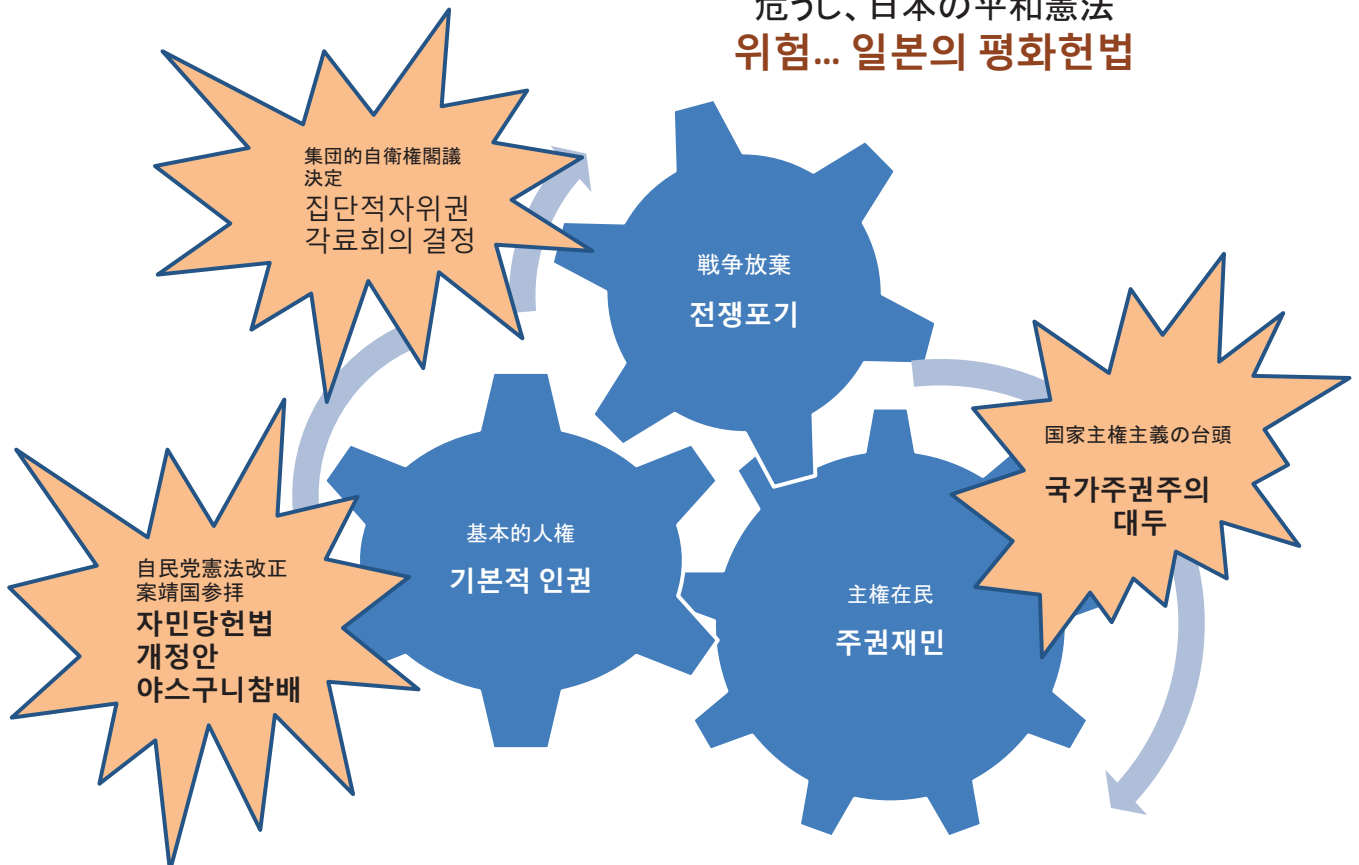 危うし、日本の平和憲法
위험... 일본의 평화헌법
集団的自衛権閣議
決定
집단적자위권
각료회의 결정
戦争放棄
전쟁포기
国家主権主義の台頭
국가주권주의
대두
基本的人権
기본적 인권
主権在民
주권재민
自民党憲法改正
案靖国参拝
자민당헌법
개정안
야스구니참배